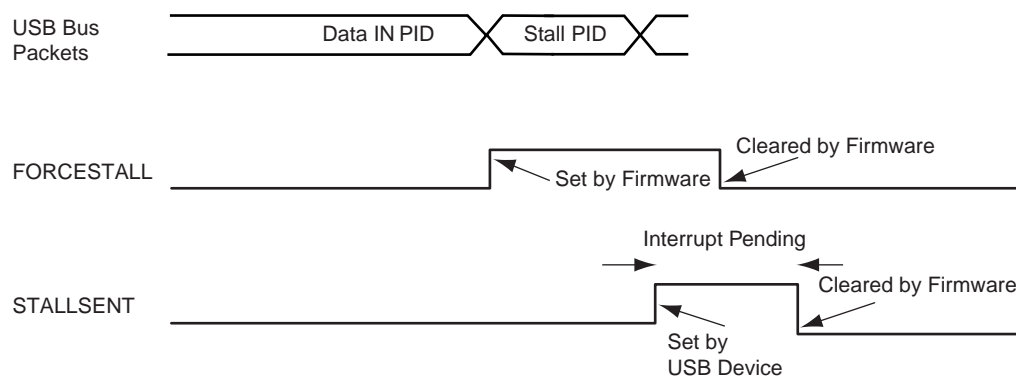 USB Bus
Packets
Data IN PID
Stall PID
FORCESTALL
Set by Firmware
Cleared by Firmware
Interrupt Pending
STALLSENT
Cleared by Firmware
Set by
USB Device